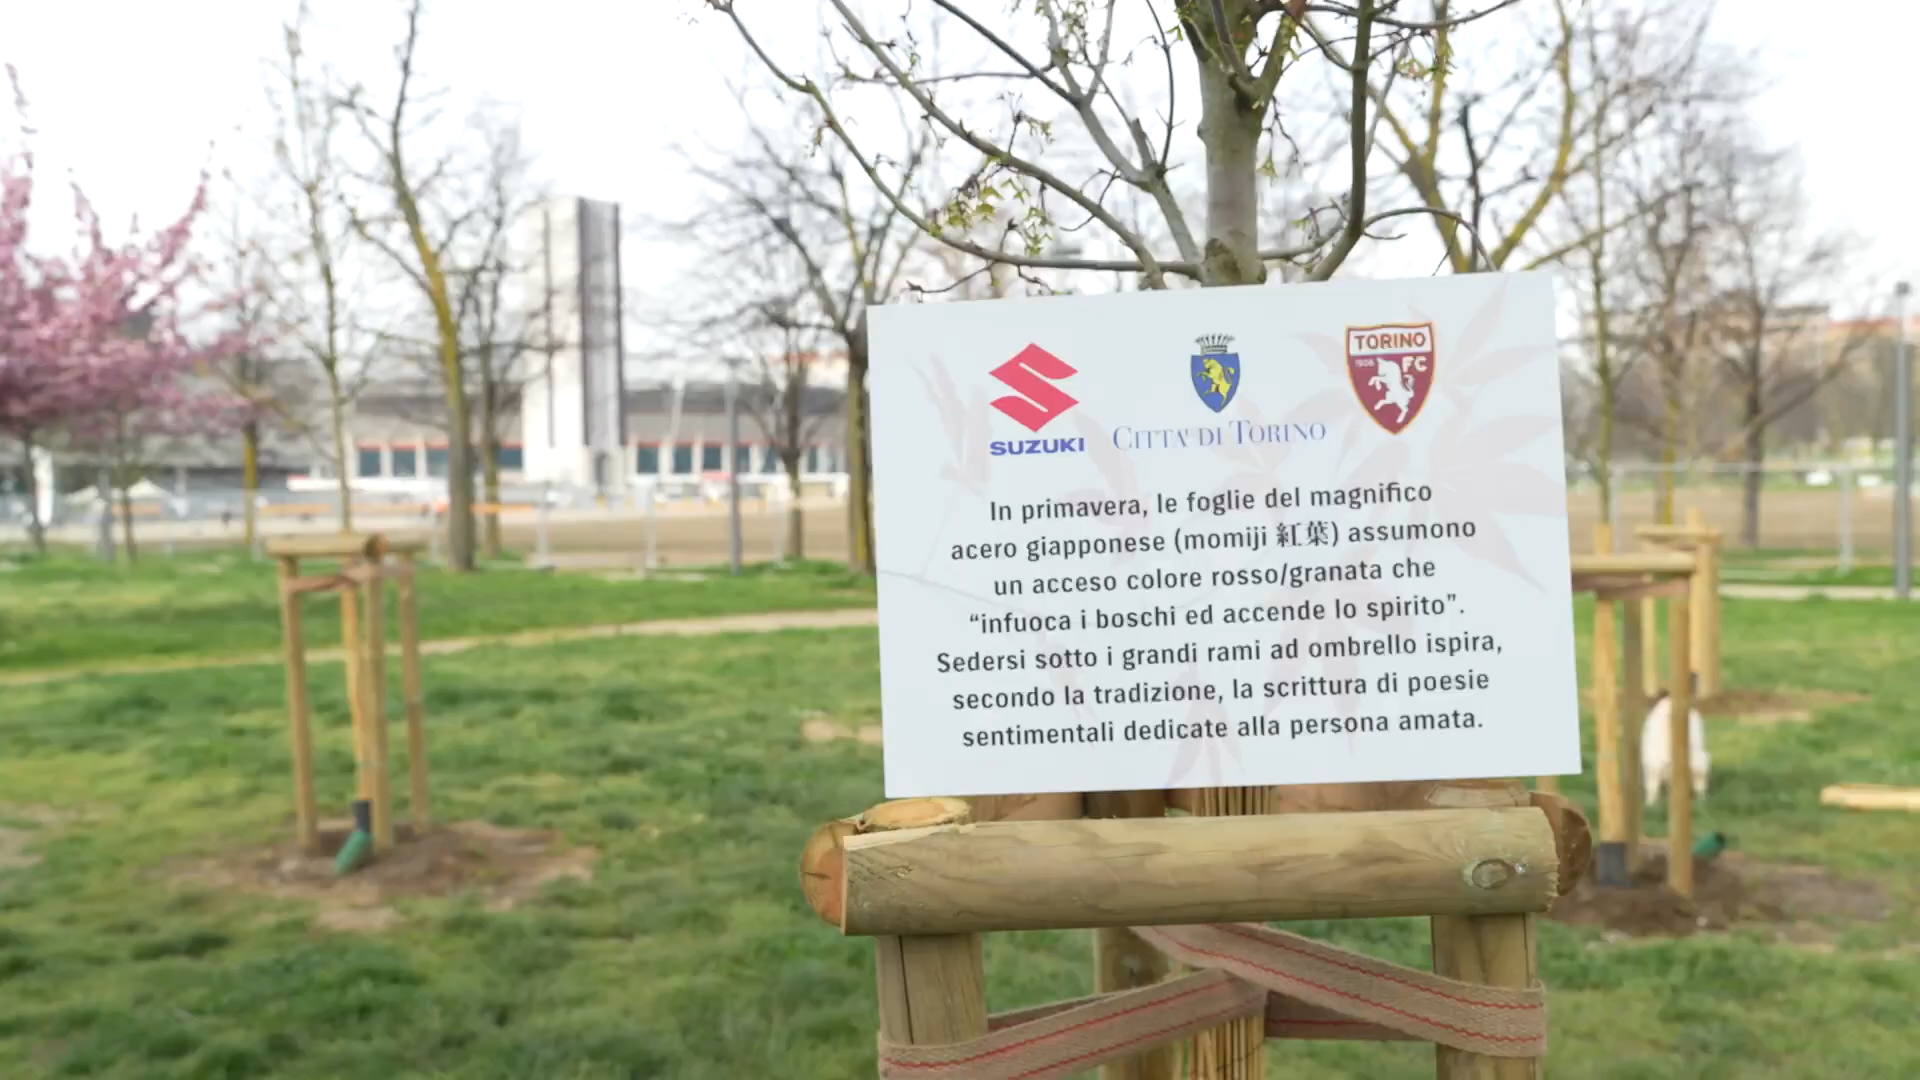 SUZUKI
CITTA' DI TORINO
TORINO
1906 FC
In primavera, le foglie del magnifico
acero giapponese (momiji 紅葉) assumono
un acceso colore rosso/granata che
“infuoca i boschi ed accende lo spirito”.
Sedersi sotto i grandi rami ad ombrello ispira,
secondo la tradizione, la scrittura di poesie
sentimentali dedicate alla persona amata.